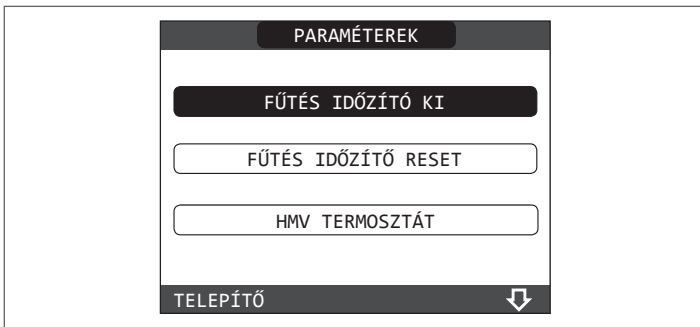 PARAMÉTEREK
FŰTÉS IDŐZÍTÓ KI
FŰTÉS IDŐZÍTŐ RESET
HMV TERMOSZTÁT
TELEPÍTŐ